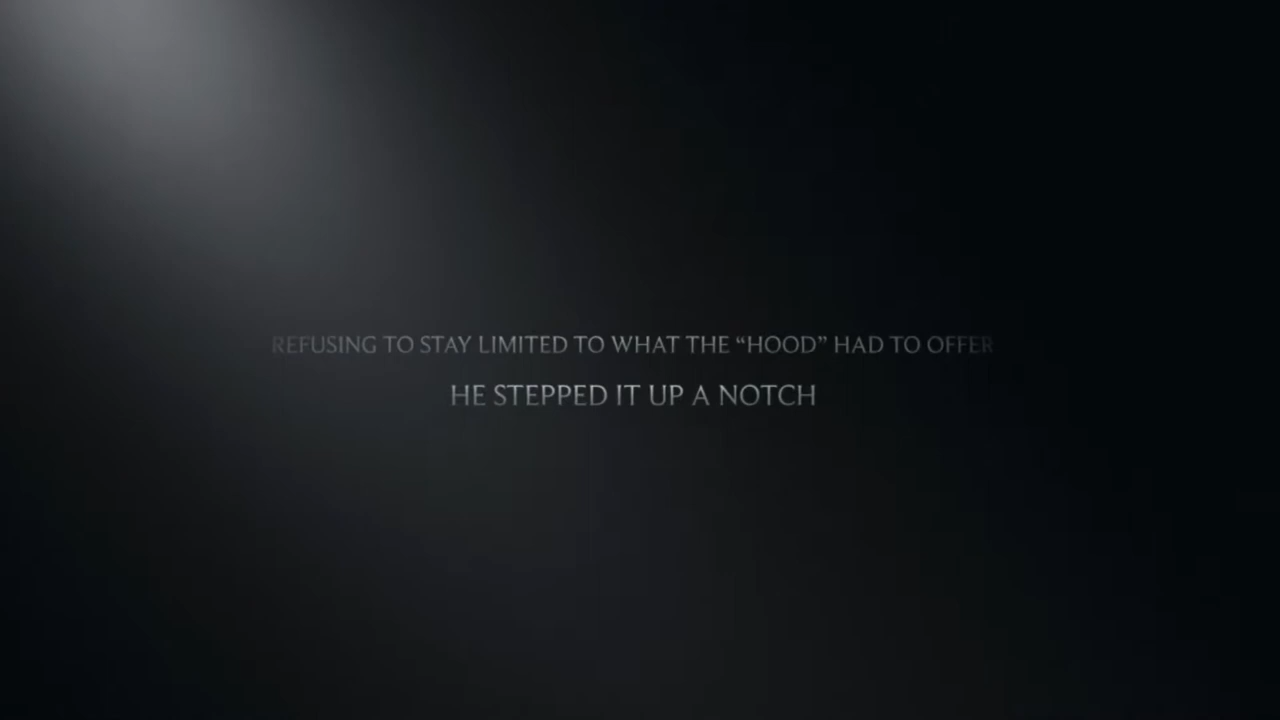 REFUSING TO STAY LIMITED TO WHAT THE “HOOD” HAD TO OFFER
HE STEPPED IT UP A NOTCH